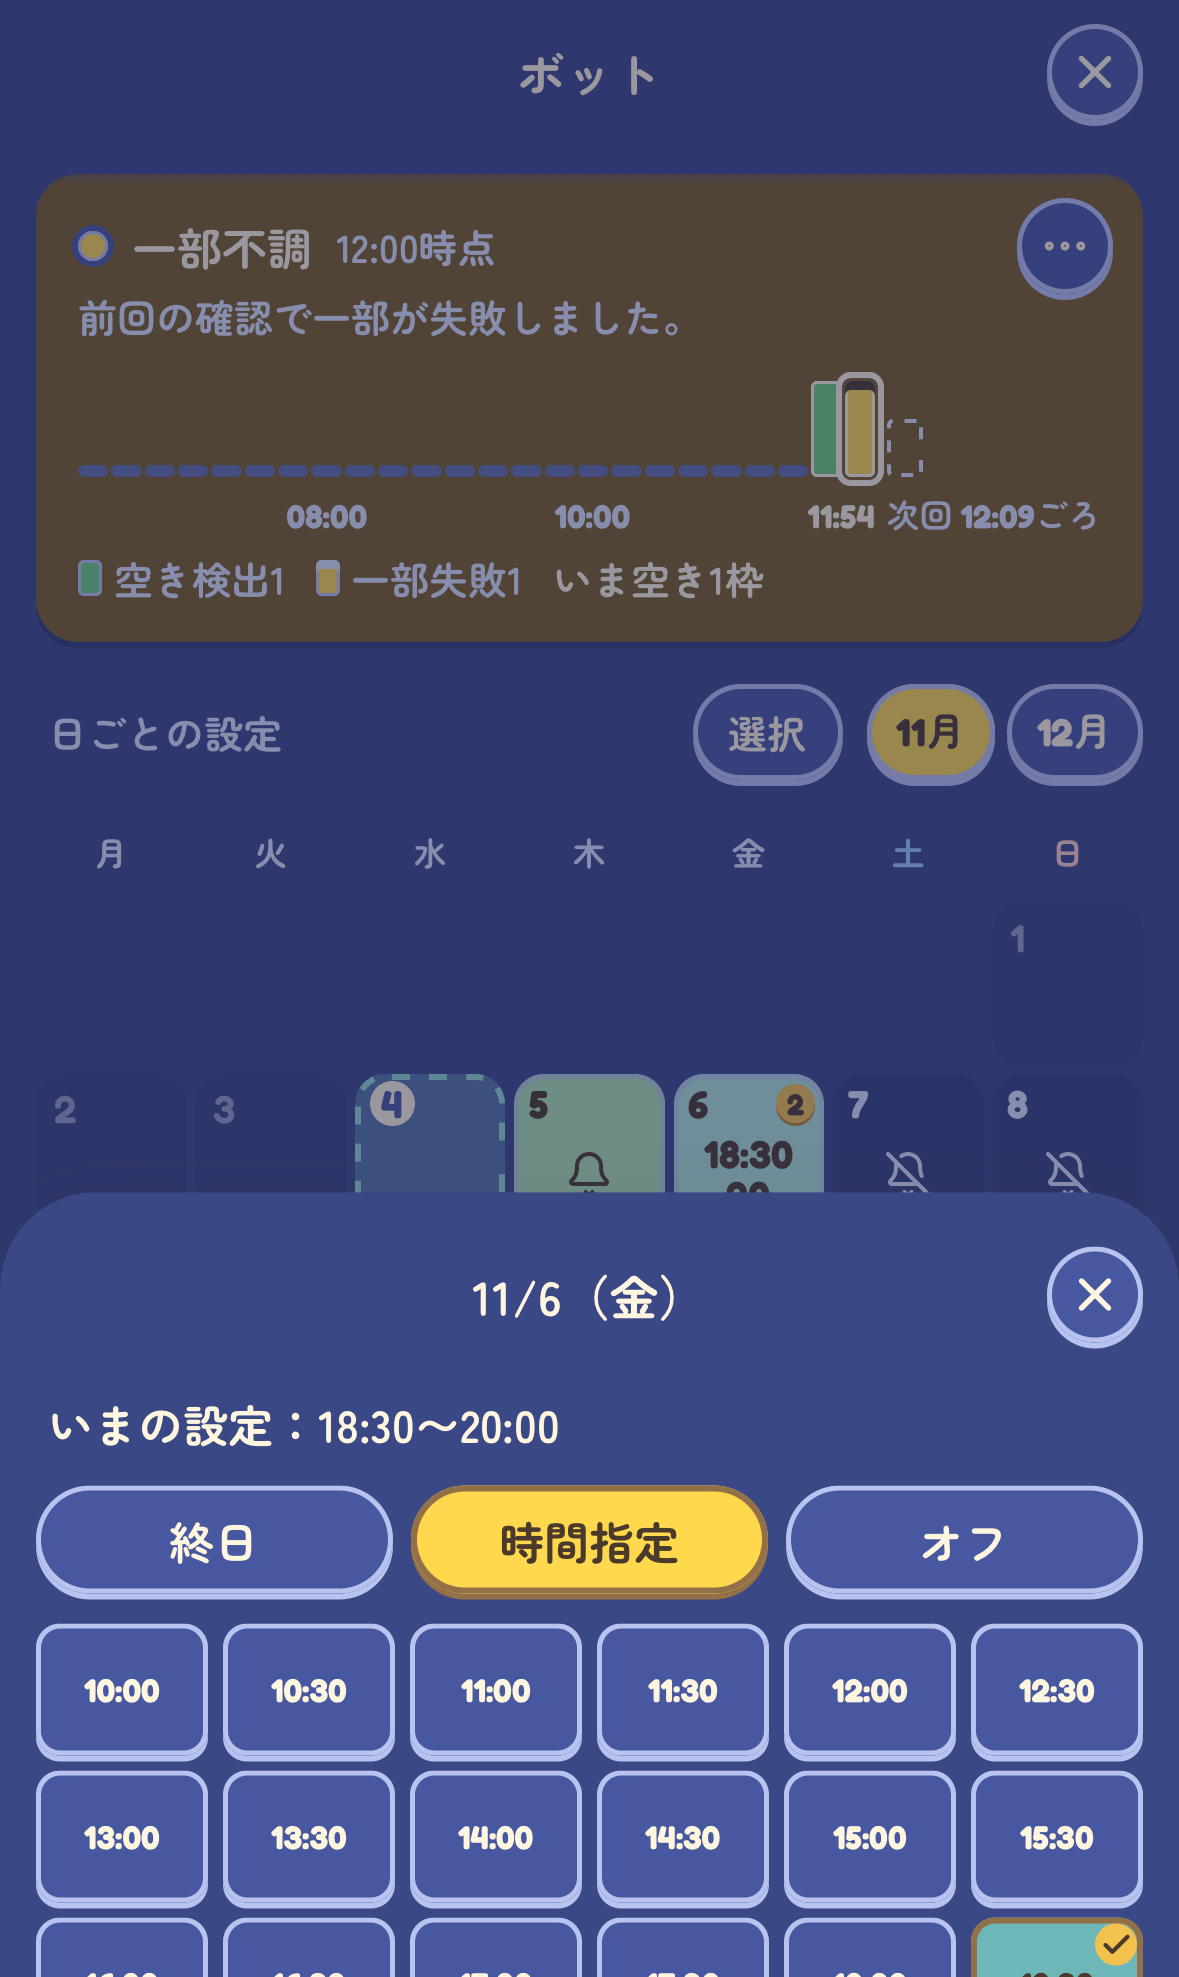 ボット
一部不調 12:00時点
前回の確認で一部が失敗しました。
08:00 10:00 11:54 次回 12:09ごろ
空き検出1 一部失敗1 いま空き1枠
日ごとの設定 選択 11月 12月
月 火 水 木 金 土 日
1
2 3 4 5 6 2 7 8
18:30
11/6（金）
いまの設定：18:30〜20:00
終日 時間指定 オフ
10:00 10:30 11:00 11:30 12:00 12:30
13:00 13:30 14:00 14:30 15:00 15:30